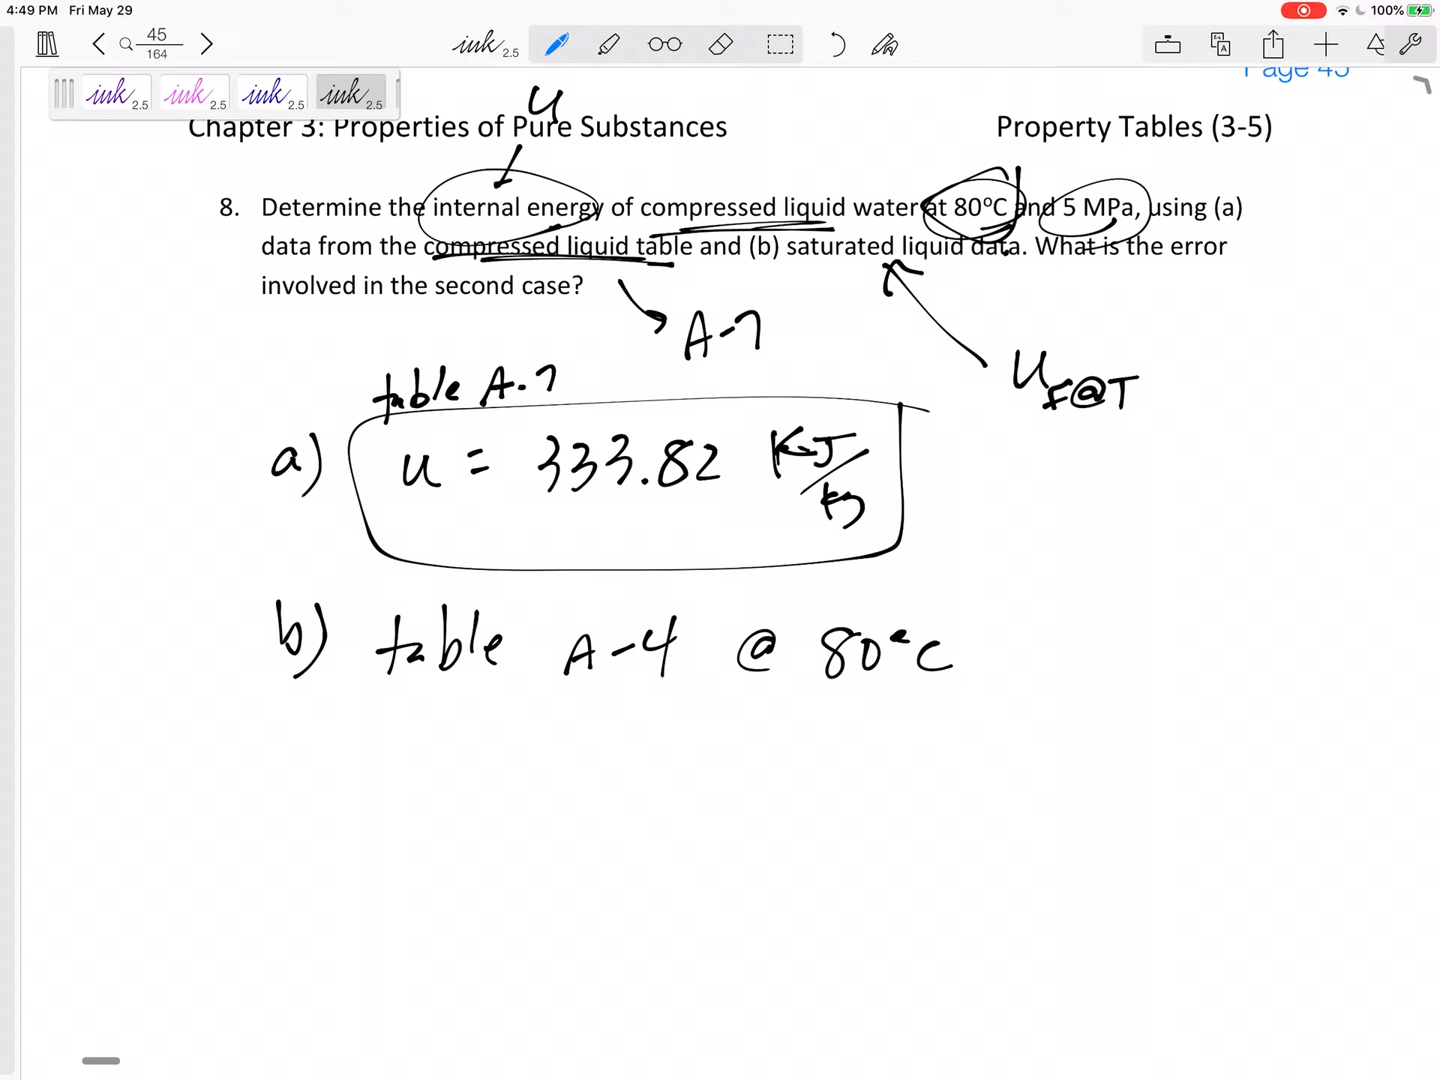 4:49 PM Fri May 29
100%
45
164
ink 2.5
ink 2.5 ink 2.5 ink 2.5 ink 2.5
Page 45
u
Chapter 3: Properties of Pure Substances Property Tables (3-5)
8. Determine the internal energy of compressed liquid water at 80°C and 5 MPa, using (a)
data from the compressed liquid table and (b) saturated liquid data. What is the error
involved in the second case?
A-7
u f@T
table A-7
a) u = 333.82 KJ/kg
b) table A-4 @ 80°C